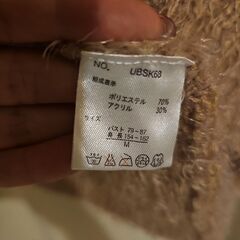 NO. UBSK60
組成表示
ポリエステル 70%
アクリル 30%
サイズ
バスト 79-87
身長 154-162
M